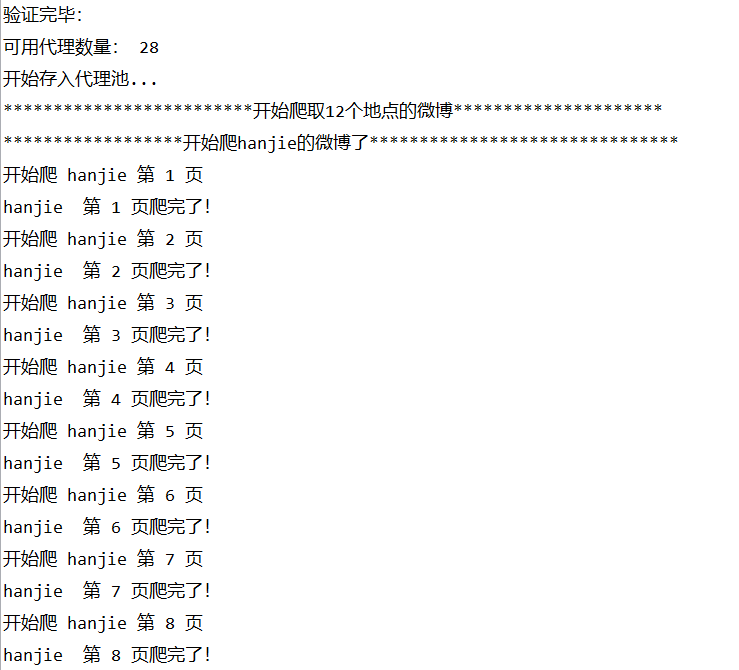 验证完毕：
可用代理数量： 28
开始存入代理池...
*************************开始爬取12个地点的微博*********************
******************开始爬hanjie的微博了*******************************
开始爬 hanjie 第 1 页
hanjie  第 1 页爬完了！
开始爬 hanjie 第 2 页
hanjie  第 2 页爬完了！
开始爬 hanjie 第 3 页
hanjie  第 3 页爬完了！
开始爬 hanjie 第 4 页
hanjie  第 4 页爬完了！
开始爬 hanjie 第 5 页
hanjie  第 5 页爬完了！
开始爬 hanjie 第 6 页
hanjie  第 6 页爬完了！
开始爬 hanjie 第 7 页
hanjie  第 7 页爬完了！
开始爬 hanjie 第 8 页
hanjie  第 8 页爬完了！